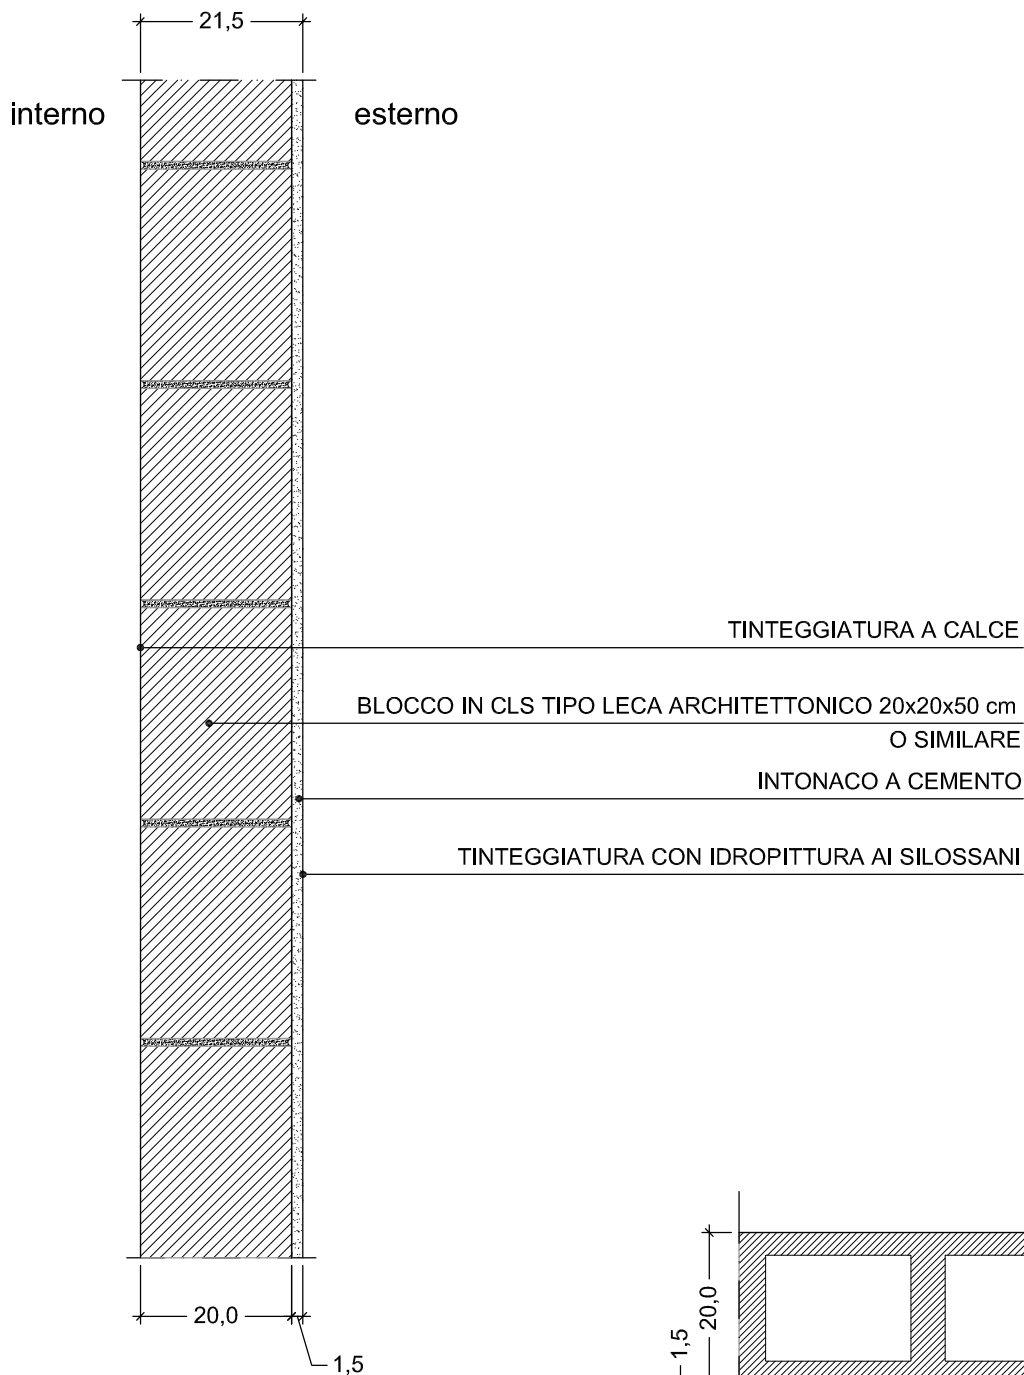 21,5
interno
esterno
TINTEGGIATURA A CALCE
BLOCCO IN CLS TIPO LECA ARCHITETTONICO 20x20x50 cm
O SIMILARE
INTONACO A CEMENTO
TINTEGGIATURA CON IDROPITTURA AI SILOSSANI
20,0
1,5
20,0
1,5